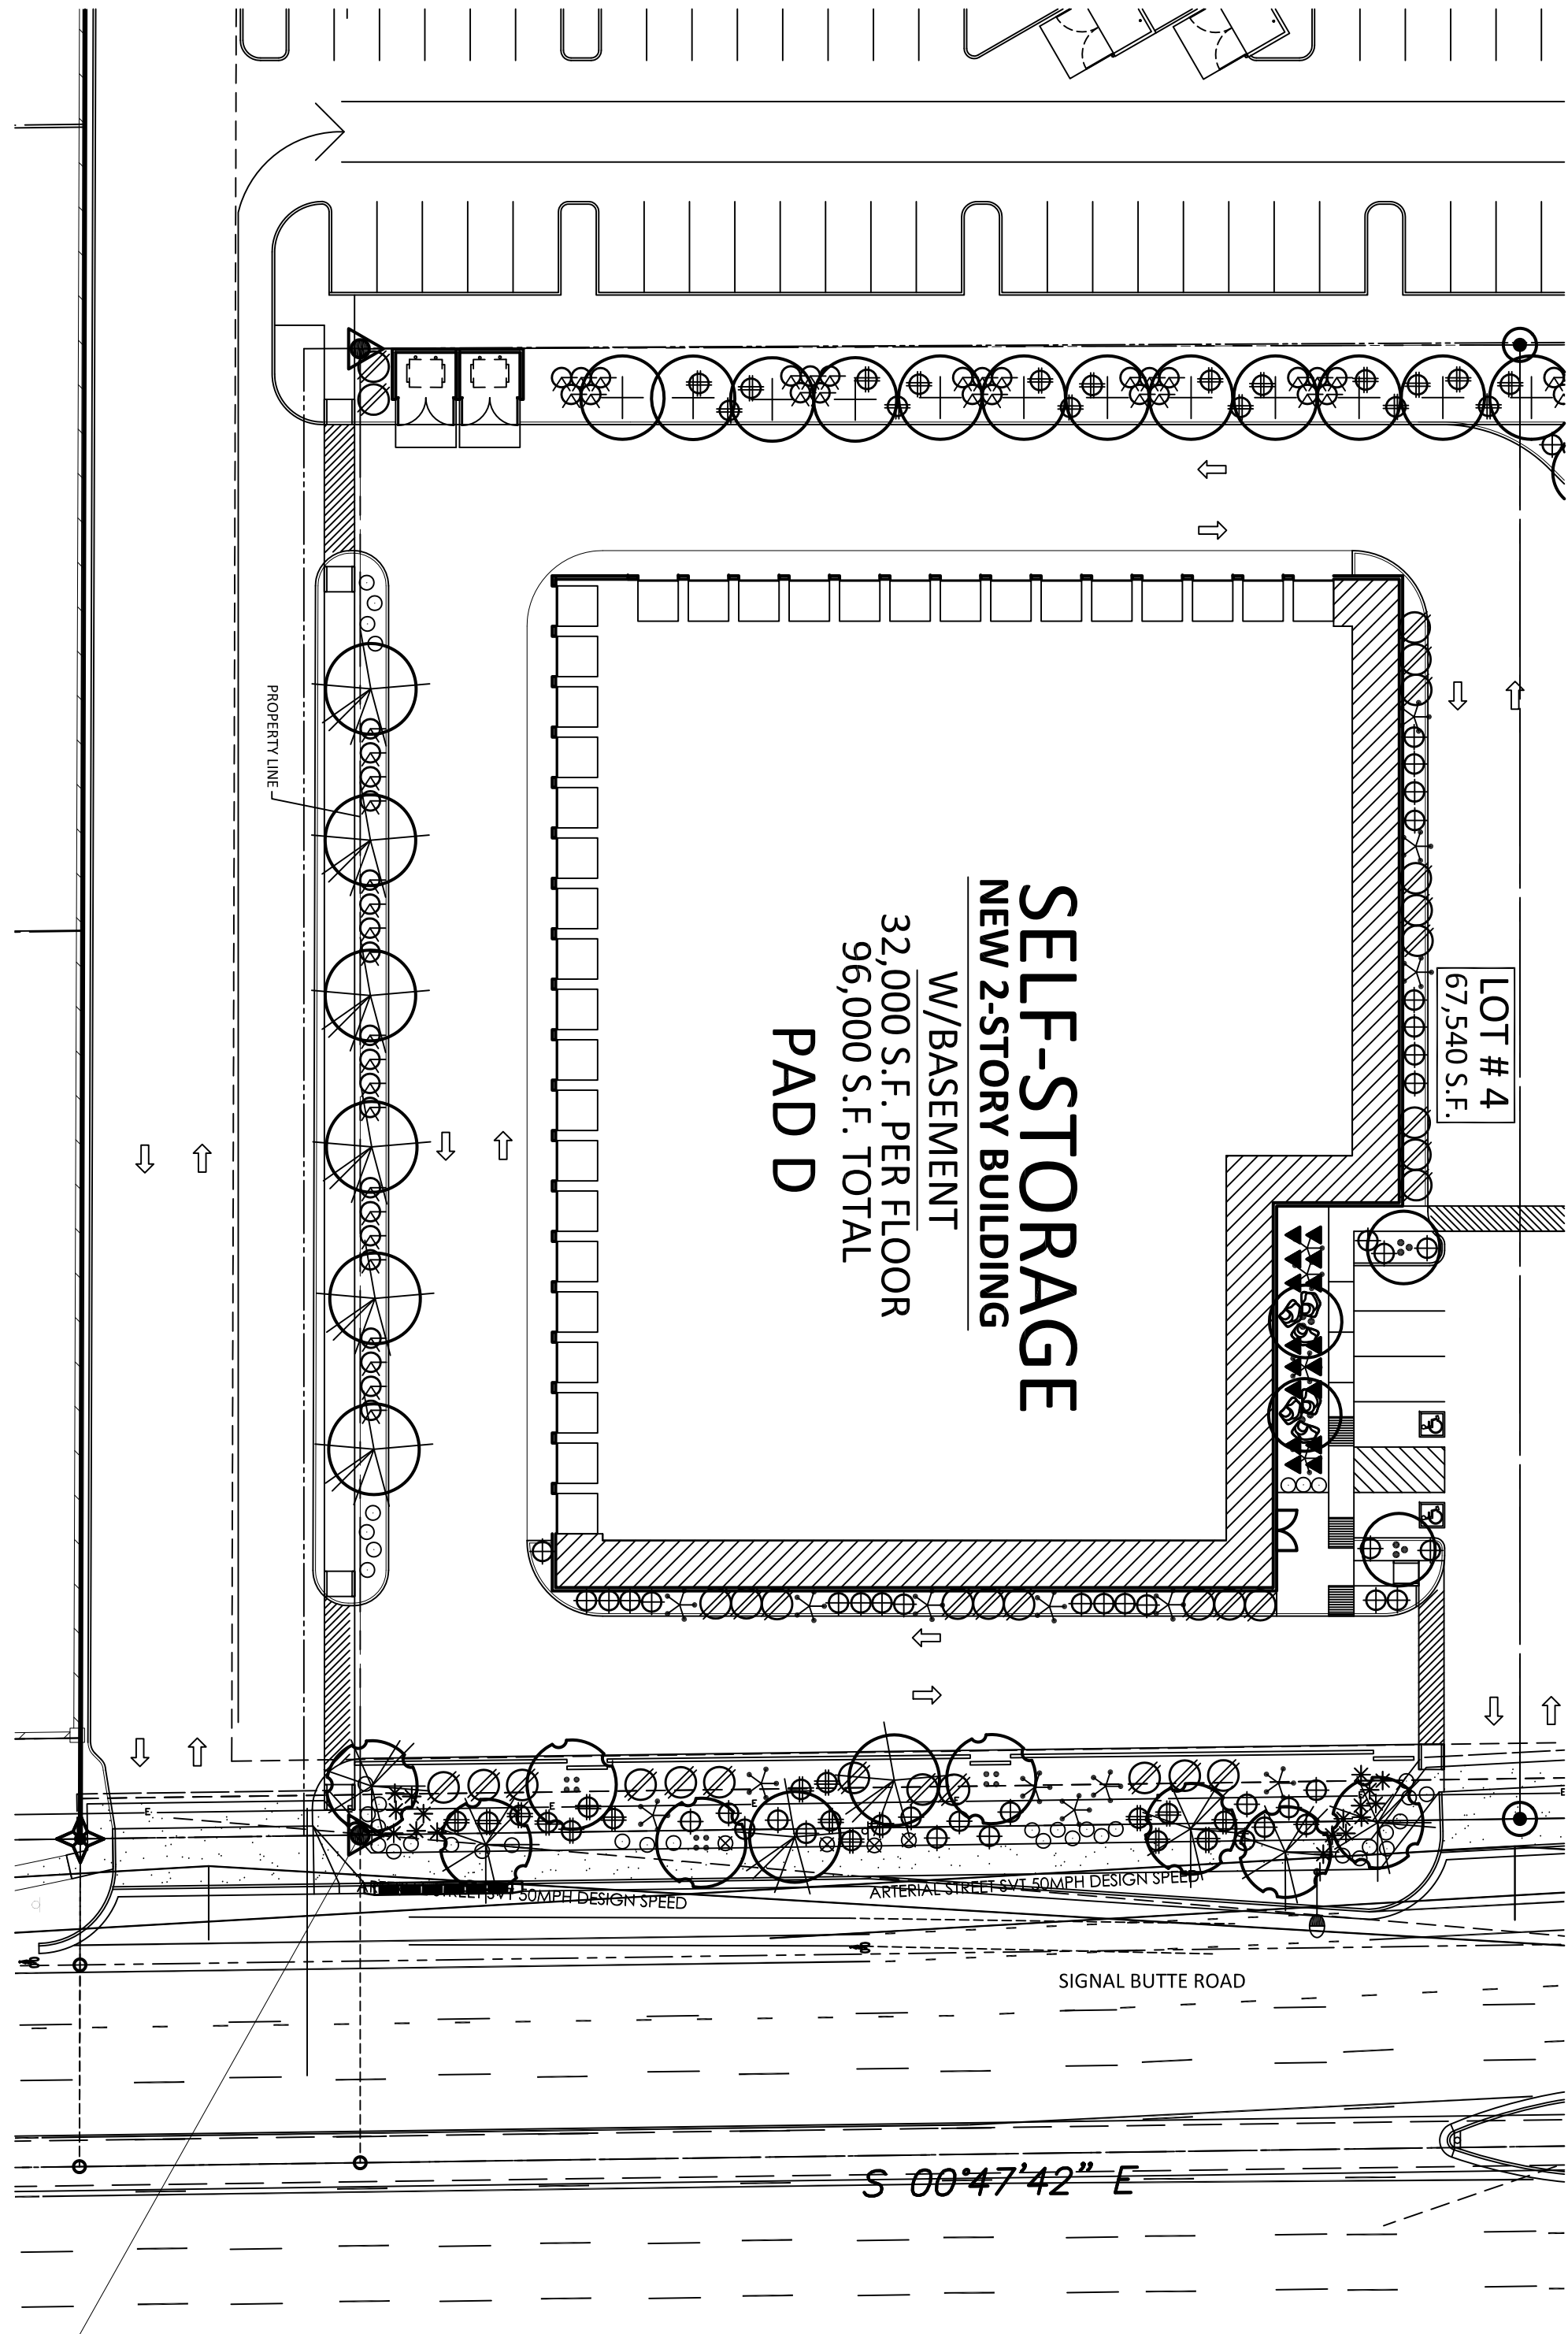 PROPERTY LINE
SELF-STORAGE
NEW 2-STORY BUILDING
W/BASEMENT
32,000 S.F. PER FLOOR
96,000 S.F. TOTAL
PAD D
LOT # 4
67,540 S.F.
E
E
E
E
STREET SVT 50MPH DESIGN SPEED
ARTERIAL STREET SVT 50MPH DESIGN SPEED
SIGNAL BUTTE ROAD
S 00°47'42" E